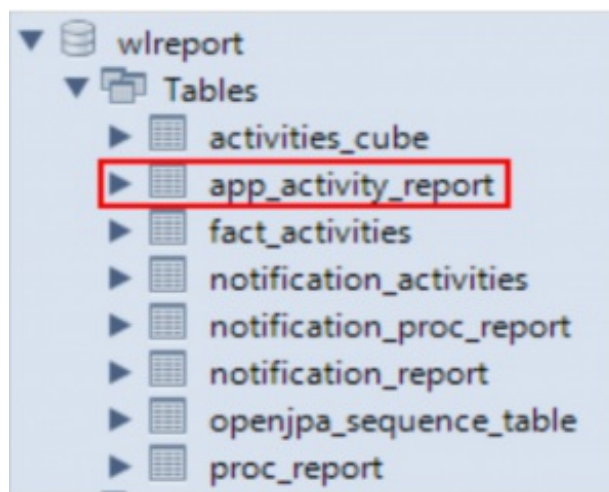 wlreport
Tables
activities_cube
app_activity_report
fact_activities
notification_activities
notification_proc_report
notification_report
openjpa_sequence_table
proc_report